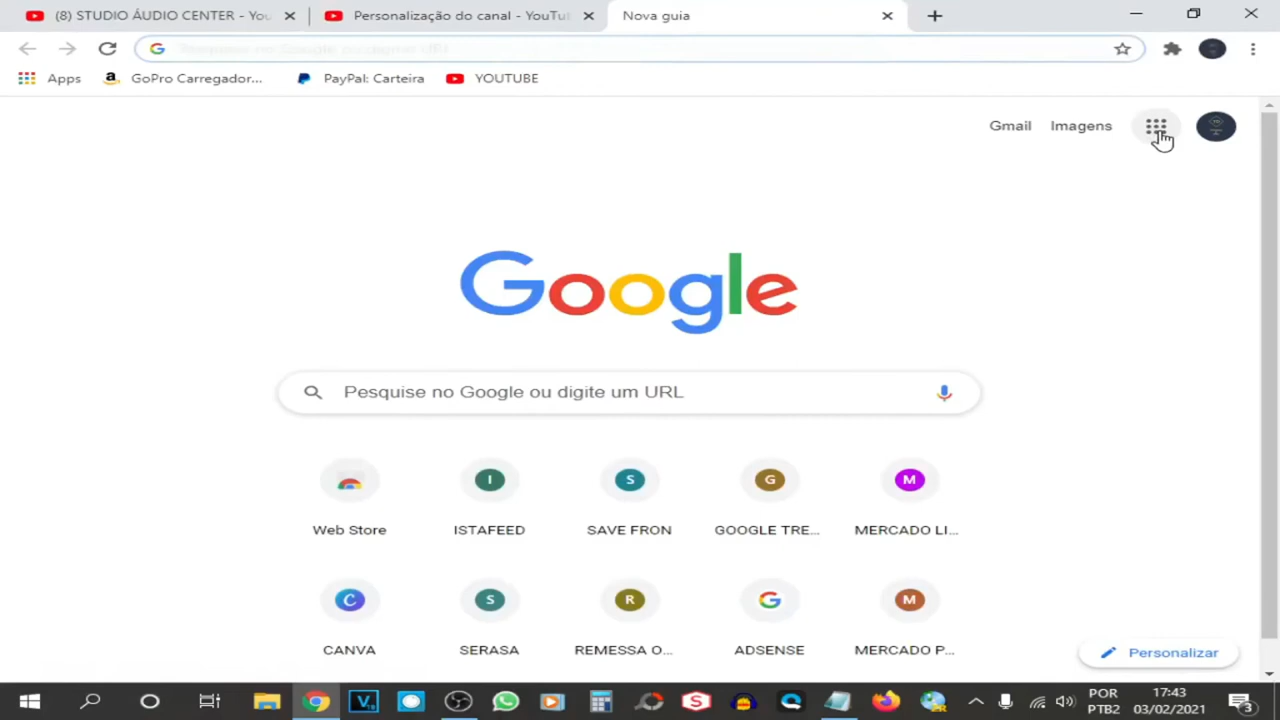 (8) STUDIO ÁUDIO CENTER - You
Personalização do canal - YouTu
Nova guia
Apps
GoPro Carregador...
PayPal: Carteira
YOUTUBE
Gmail
Imagens
Google
Pesquise no Google ou digite um URL
Web Store
ISTAFEED
SAVE FRON
GOOGLE TRE...
MERCADO LI...
CANVA
SERASA
REMESSA O...
ADSENSE
MERCADO P...
Personalizar
POR
PTB2
17:43
03/02/2021
3